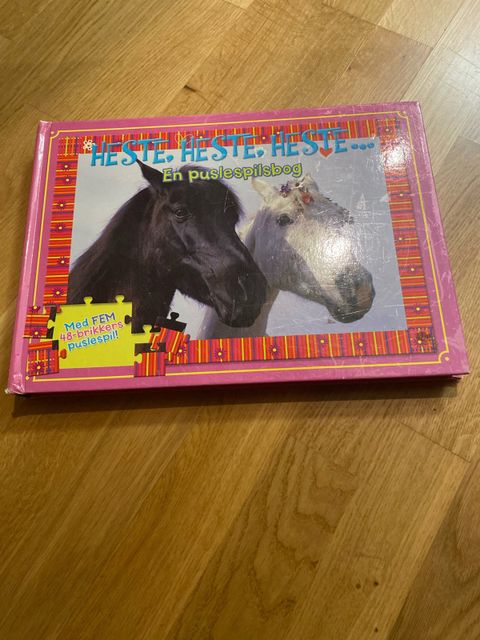 HESTE, HESTE, HESTE...
En puslespilsbog
Med FEM
48-brikkers
puslespil!